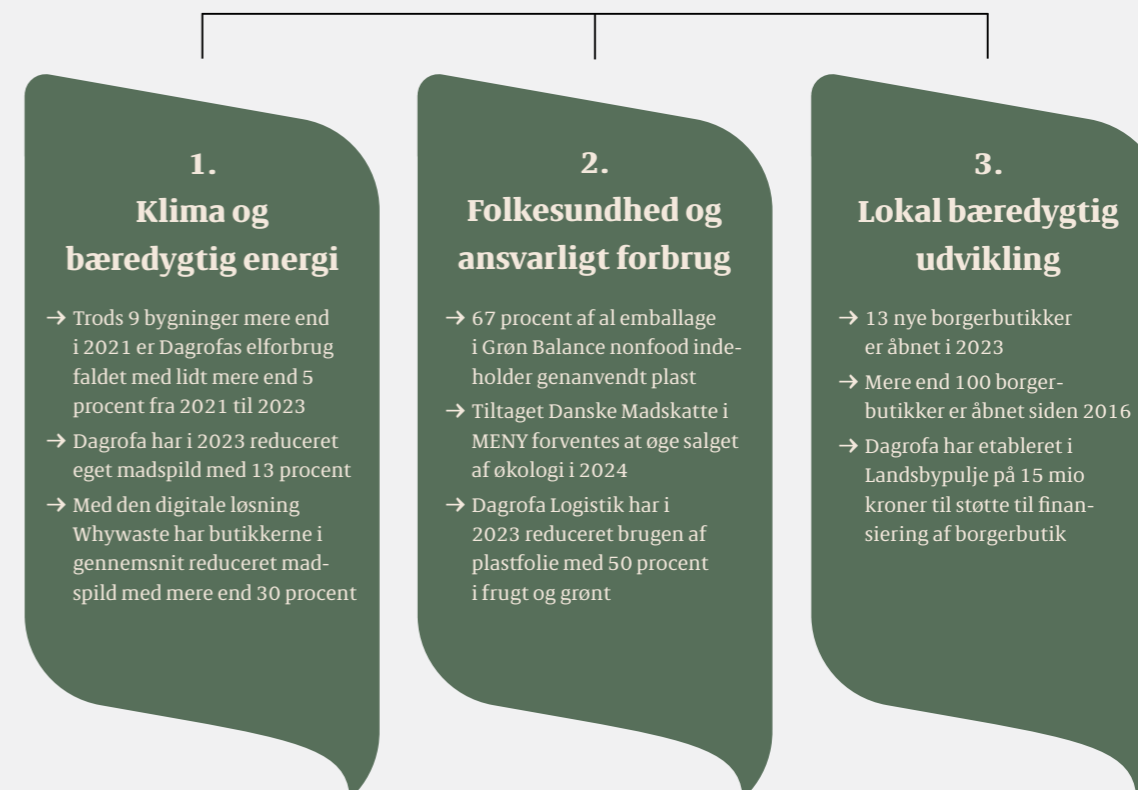 1.
Klima og
bæredygtig energi
→ Trods 9 bygninger mere end
i 2021 er Dagrofas elforbrug
faldet med lidt mere end 5
procent fra 2021 til 2023
→ Dagrofa har i 2023 reduceret
eget madspild med 13 procent
→ Med den digitale løsning
Whywaste har butikkerne i
gennemsnit reduceret mad-
spild med mere end 30 procent
2.
Folkesundhed og
ansvarligt forbrug
→ 67 procent af al emballage
i Grøn Balance nonfood inde-
holder genanvendt plast
→ Tiltaget Danske Madskatte i
MENY forventes at øge salget
af økologi i 2024
→ Dagrofa Logistik har i
2023 reduceret brugen af
plastfolie med 50 procent
i frugt og grønt
3.
Lokal bæredygtig
udvikling
→ 13 nye borgerbutikker
er åbnet i 2023
→ Mere end 100 borger-
butikker er åbnet siden 2016
→ Dagrofa har etableret i
Landsbypulje på 15 mio
kroner til støtte til finan-
siering af borgerbutik